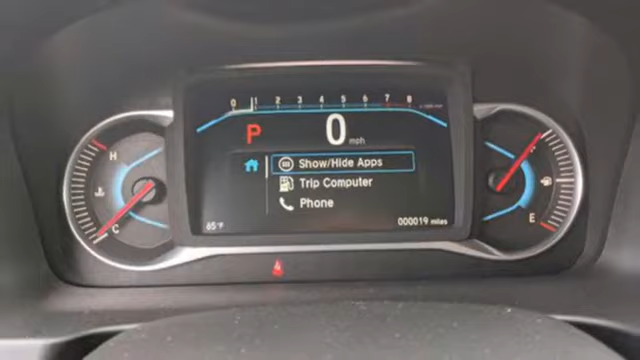 0 1 2 3 4 5 6 7 8
H
P
0 mph
Show/Hide Apps
Trip Computer
Phone
C
E
65°F
000019 miles